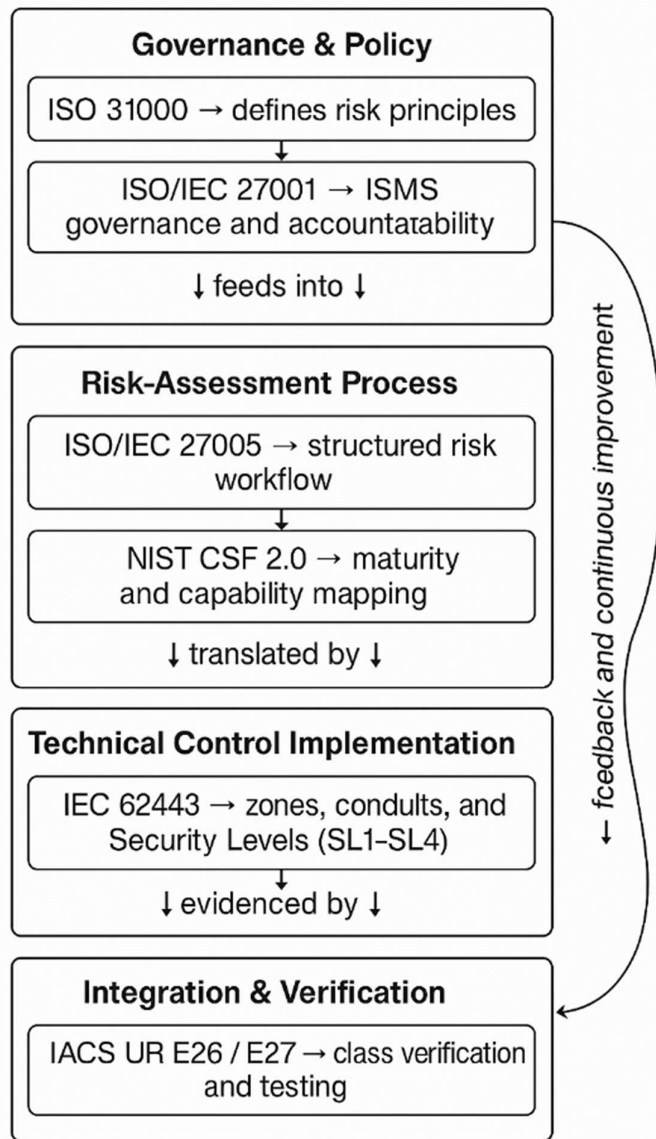 Governance & Policy
ISO 31000 → defines risk principles
↓
ISO/IEC 27001 → ISMS
governance and accountatability
↓ feeds into ↓
Risk-Assessment Process
ISO/IEC 27005 → structured risk
workflow
↓
NIST CSF 2.0 → maturity
and capability mapping
↓ translated by ↓
Technical Control Implementation
IEC 62443 → zones, condults, and
Security Levels (SL1–SL4)
↓ evidenced by ↓
Integration & Verification
IACS UR E26 / E27 → class verification
and testing
← fcedback and continuous improvement